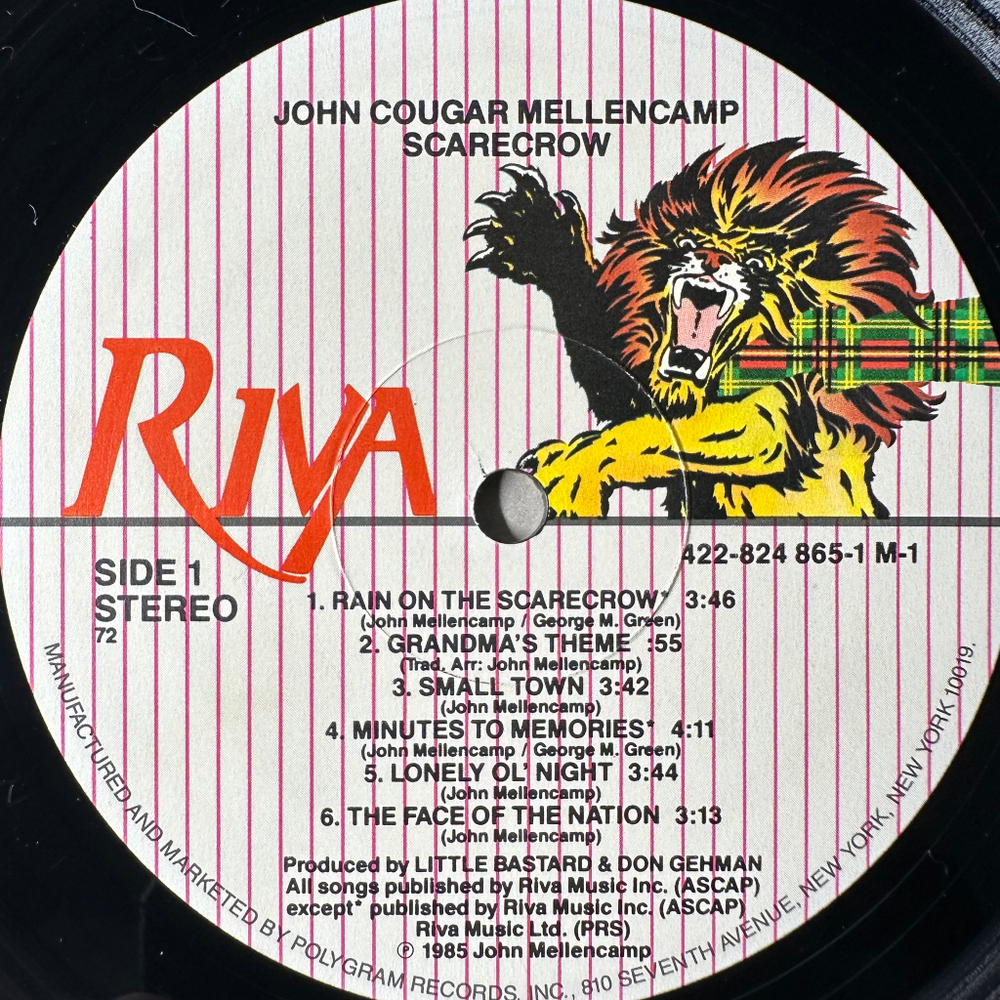 JOHN COUGAR MELLENCAMP
SCARECROW
RIVA
422-824 865-1 M-1
SIDE 1
STEREO
72
1. RAIN ON THE SCARECROW* 3:46
(John Mellencamp / George M. Green)
2. GRANDMA'S THEME :55
(Trad. Arr: John Mellencamp)
3. SMALL TOWN 3:42
(John Mellencamp)
4. MINUTES TO MEMORIES* 4:11
(John Mellencamp / George M. Green)
5. LONELY OL' NIGHT 3:44
(John Mellencamp)
6. THE FACE OF THE NATION 3:13
(John Mellencamp)
Produced by LITTLE BASTARD & DON GEHMAN
All songs published by Riva Music Inc. (ASCAP)
except* published by Riva Music Inc. (ASCAP)
Riva Music Ltd. (PRS)
℗ 1985 John Mellencamp
MANUFACTURED AND MARKETED BY POLYGRAM RECORDS, INC., 810 SEVENTH AVENUE, NEW YORK, NEW YORK 10019.